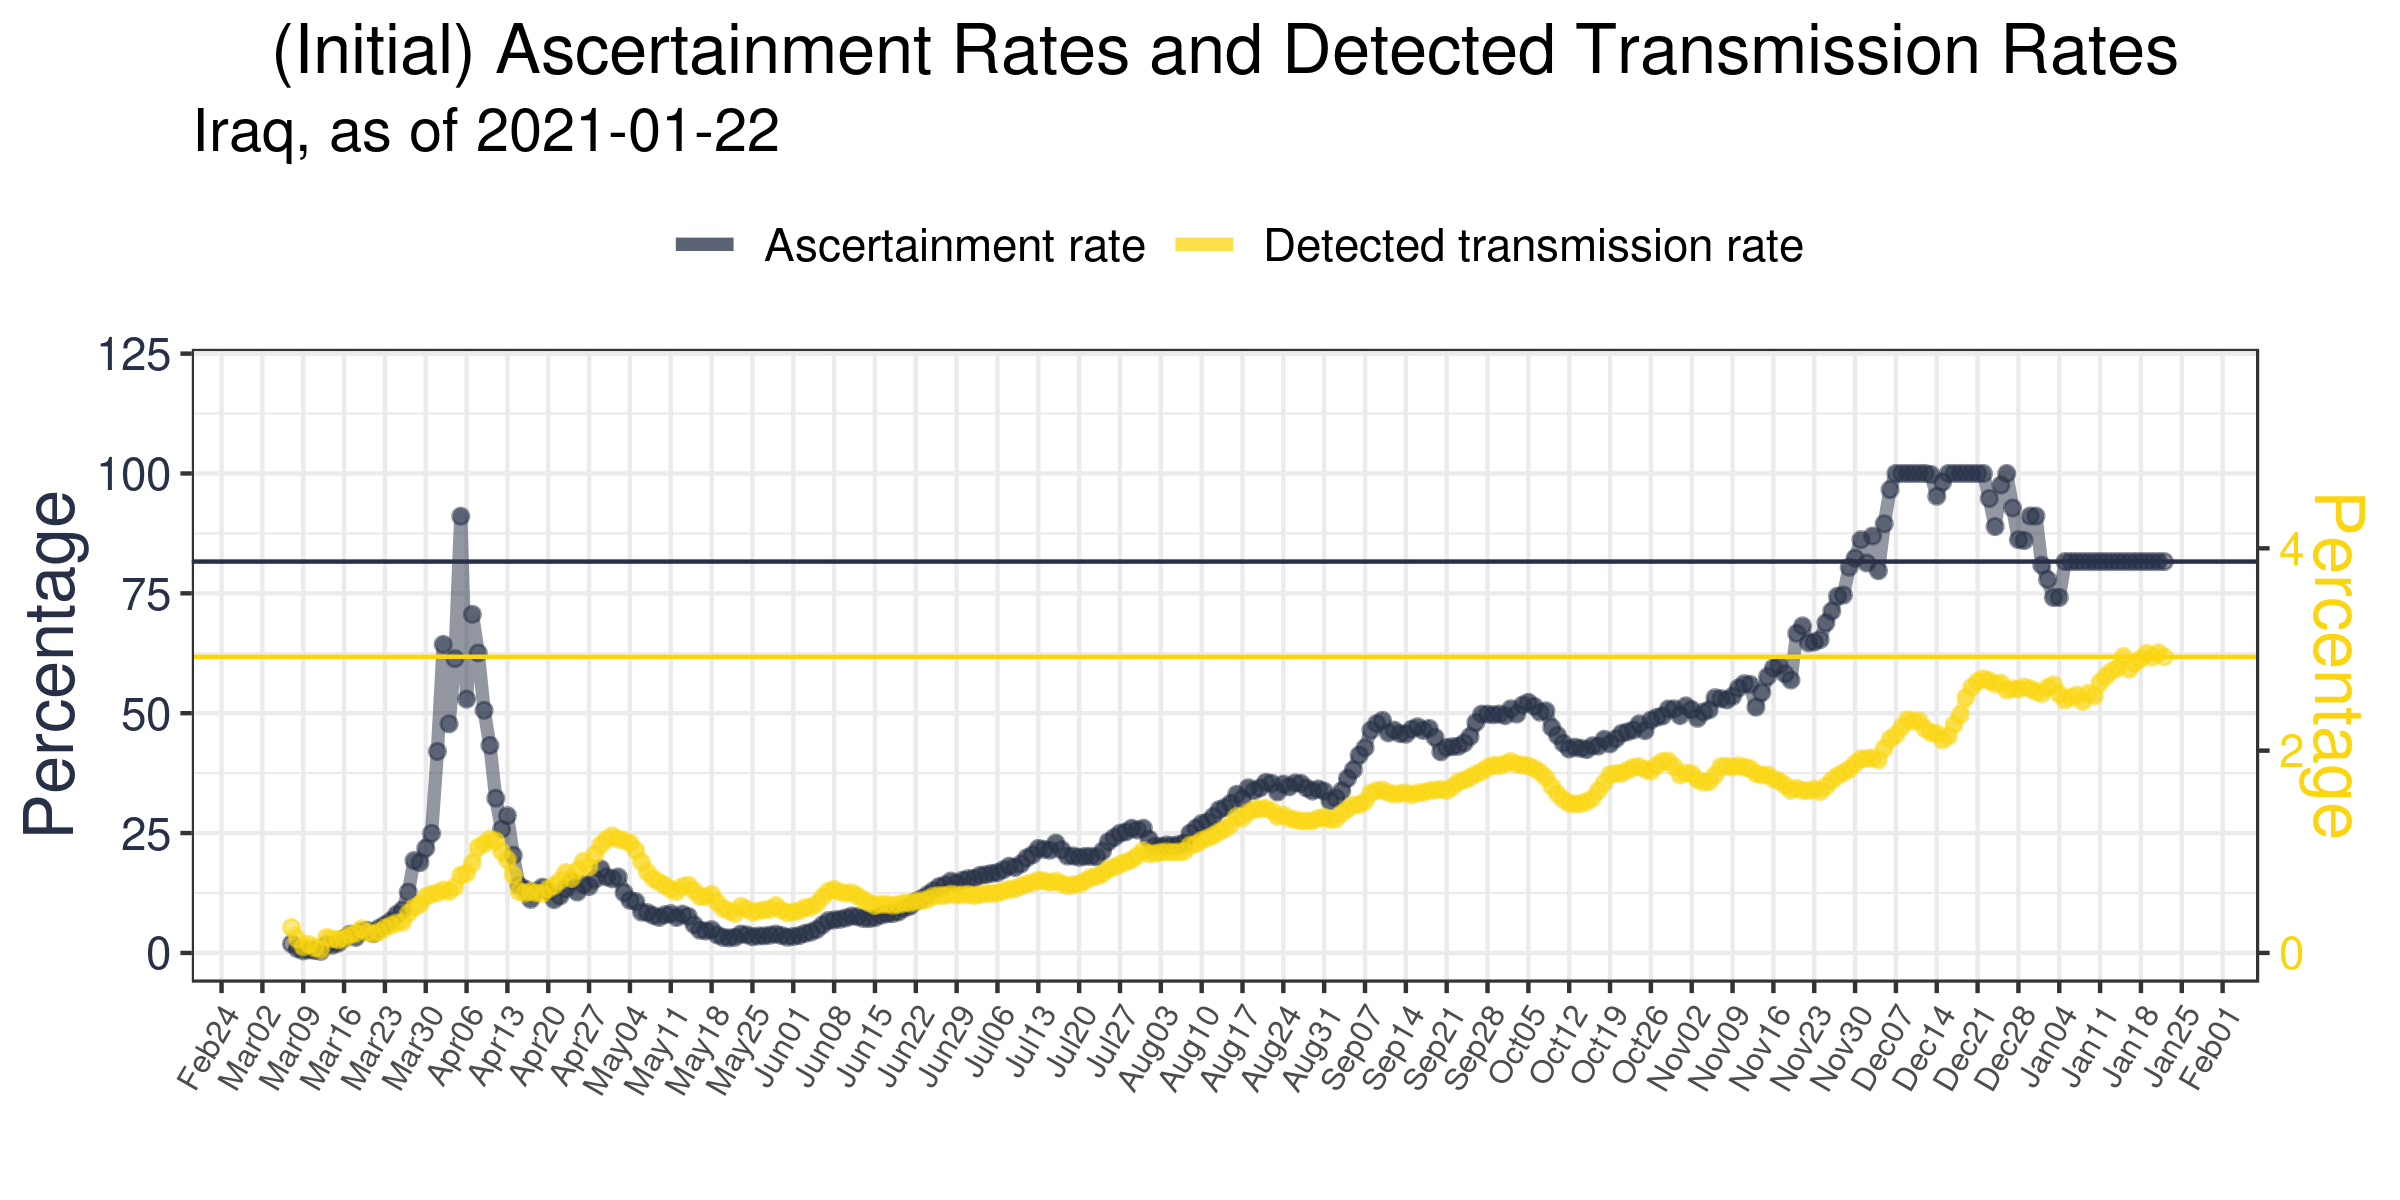 (Initial) Ascertainment Rates and Detected Transmission Rates
Iraq, as of 2021-01-22
Ascertainment rate
Detected transmission rate
125
100
75
50
25
0
Percentage
4
2
0
Percentage
Feb24
Mar02
Mar09
Mar16
Mar23
Mar30
Apr06
Apr13
Apr20
Apr27
May04
May11
May18
May25
Jun01
Jun08
Jun15
Jun22
Jun29
Jul06
Jul13
Jul20
Jul27
Aug03
Aug10
Aug17
Aug24
Aug31
Sep07
Sep14
Sep21
Sep28
Oct05
Oct12
Oct19
Oct26
Nov02
Nov09
Nov16
Nov23
Nov30
Dec07
Dec14
Dec21
Dec28
Jan04
Jan11
Jan18
Jan25
Feb01